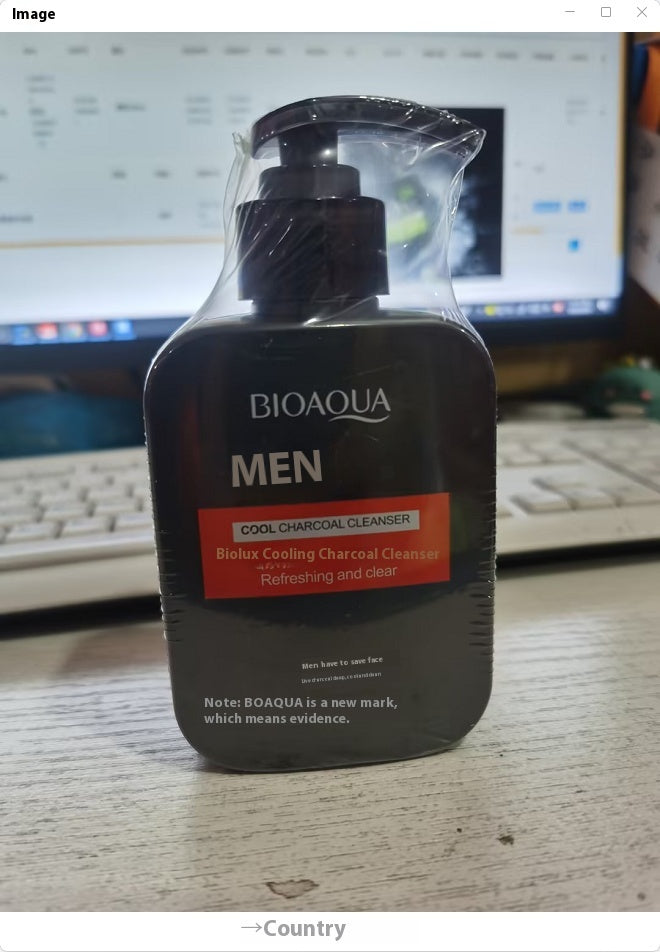 Image
BIOAQUA
MEN
COOL CHARCOAL CLEANSER
Biolux Cooling Charcoal Cleanser
Refreshing and clear
Men have to save face
Note: BOAQUA is a new mark,
which means evidence.
→Country